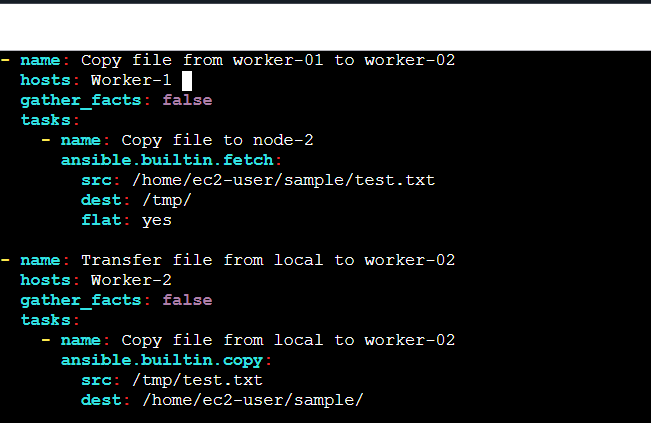 - name: Copy file from worker-01 to worker-02
  hosts: Worker-1
  gather_facts: false
  tasks:
    - name: Copy file to node-2
      ansible.builtin.fetch:
        src: /home/ec2-user/sample/test.txt
        dest: /tmp/
        flat: yes

- name: Transfer file from local to worker-02
  hosts: Worker-2
  gather_facts: false
  tasks:
    - name: Copy file from local to worker-02
      ansible.builtin.copy:
        src: /tmp/test.txt
        dest: /home/ec2-user/sample/